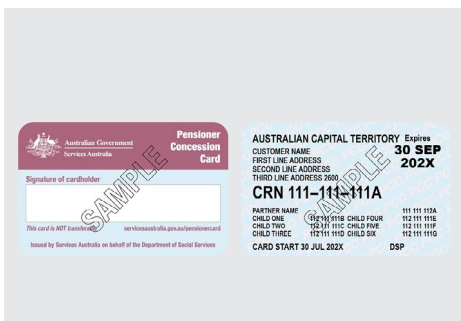 Australian Government
Services Australia
Pensioner
Concession
Card
Signature of cardholder
SAMPLE
This card is NOT transferable
servicesaustralia.gov.au/pensionercard
Issued by Services Australia on behalf of the Department of Social Services
AUSTRALIAN CAPITAL TERRITORY Expires
CUSTOMER NAME 30 SEP
FIRST LINE ADDRESS 202X
SECOND LINE ADDRESS
THIRD LINE ADDRESS 2600
CRN 111-111-111A
SAMPLE
PARTNER NAME 111 111 112A
CHILD ONE 112 111 111B CHILD FOUR 112 111 111E
CHILD TWO 112 111 111C CHILD FIVE 112 111 111F
CHILD THREE 112 111 111D CHILD SIX 112 111 111G
CARD START 30 JUL 202X DSP